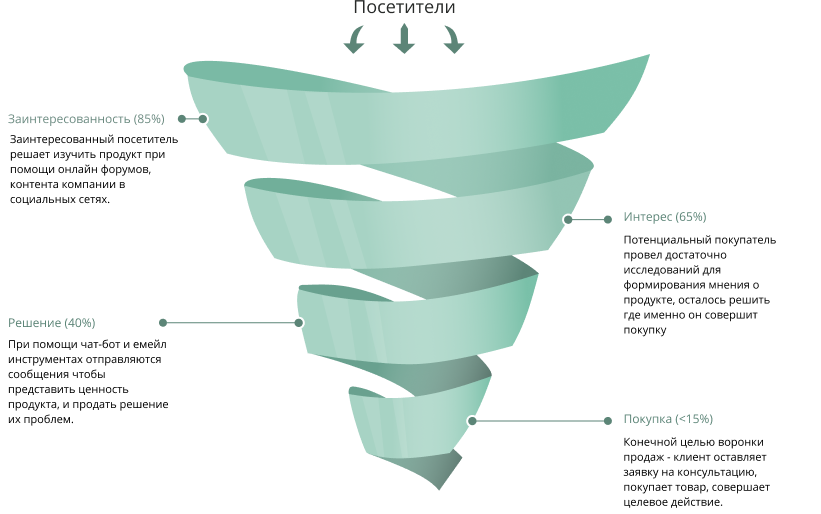 Посетители
Заинтересованность (85%)
Заинтересованный посетитель
решает изучить продукт при
помощи онлайн форумов,
контента компании в
социальных сетях.
Интерес (65%)
Потенциальный покупатель
провел достаточно
исследований для
формирования мнения о
продукте, осталось решить
где именно он совершит
покупку
Решение (40%)
При помощи чат-бот и емейл
инструментах отправляются
сообщения чтобы
представить ценность
продукта, и продать решение
их проблем.
Покупка (<15%)
Конечной целью воронки
продаж - клиент оставляет
заявку на консультацию,
покупает товар, совершает
целевое действие.